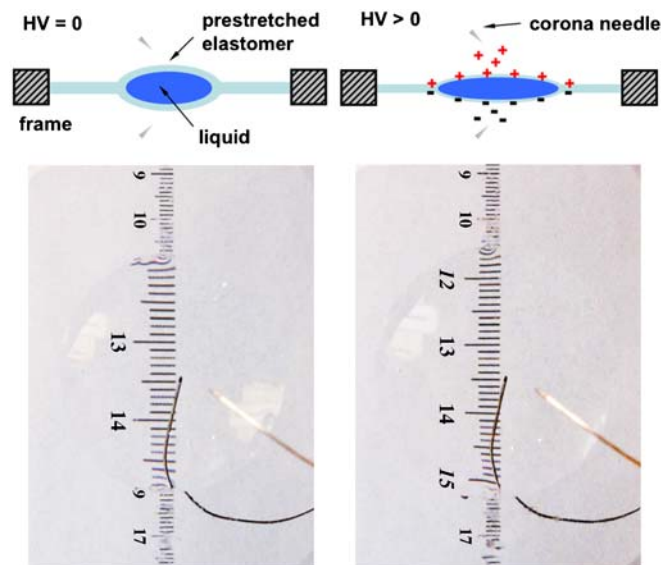 HV = 0
prestretched
elastomer
frame
liquid
HV > 0
corona needle
9
10
13
14
9
17
9
10
12
13
14
15
17